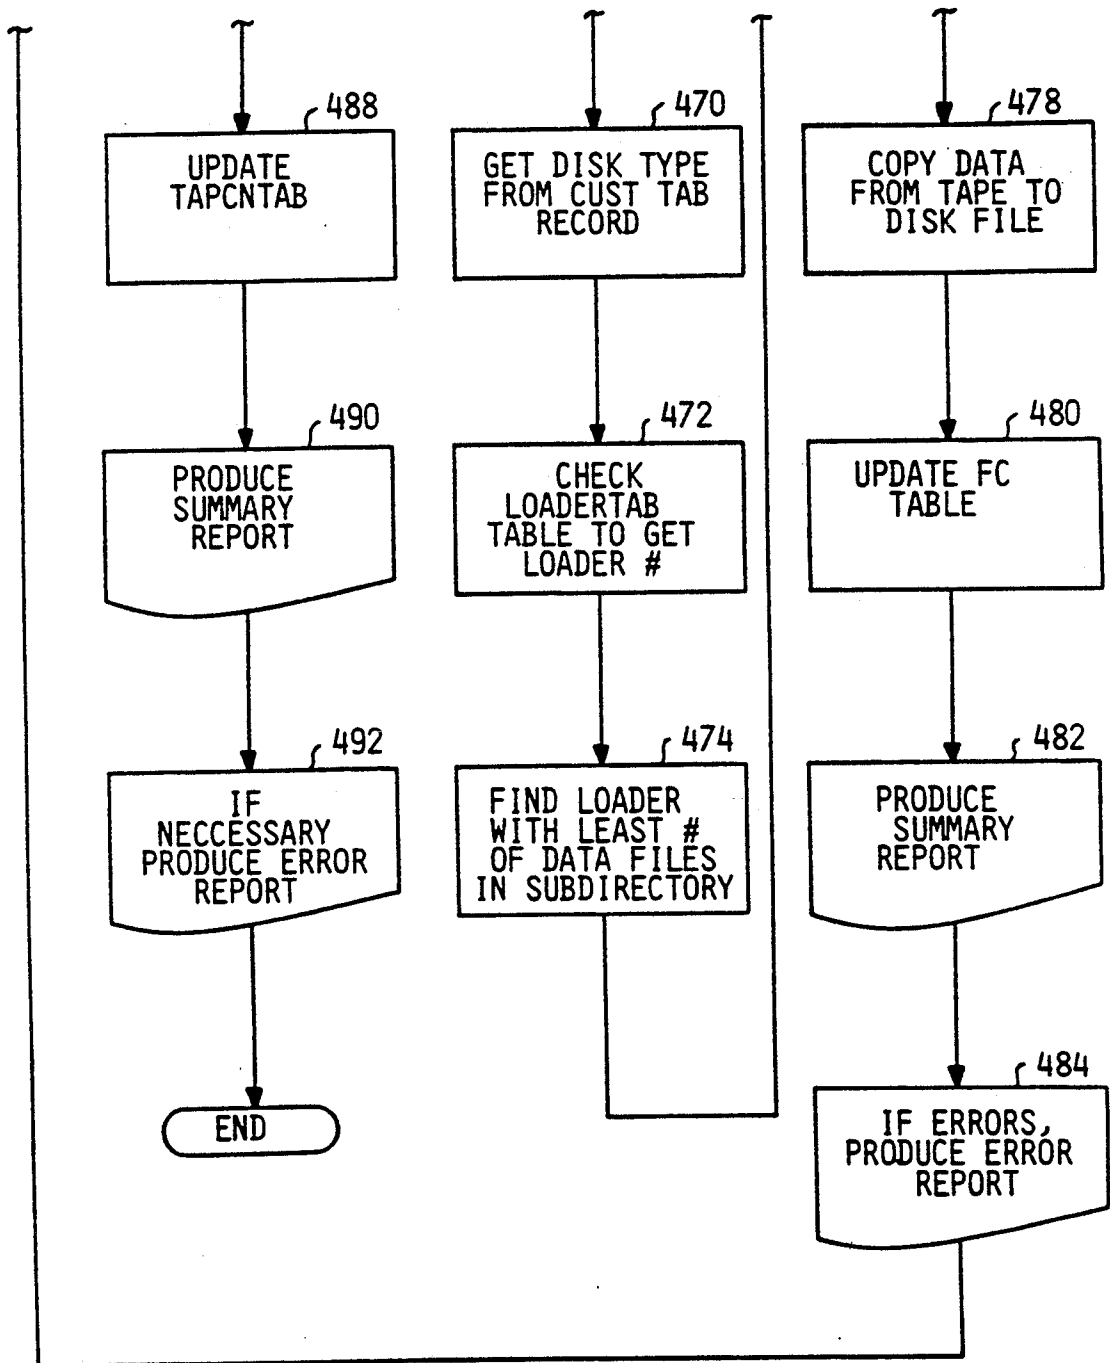 488
UPDATE
TAPCNTAB
490
PRODUCE
SUMMARY
REPORT
492
IF
NECCESSARY
PRODUCE ERROR
REPORT
END
470
GET DISK TYPE
FROM CUST TAB
RECORD
472
CHECK
LOADERTAB
TABLE TO GET
LOADER #
474
FIND LOADER
WITH LEAST #
OF DATA FILES
IN SUBDIRECTORY
478
COPY DATA
FROM TAPE TO
DISK FILE
480
UPDATE FC
TABLE
482
PRODUCE
SUMMARY
REPORT
484
IF ERRORS,
PRODUCE ERROR
REPORT